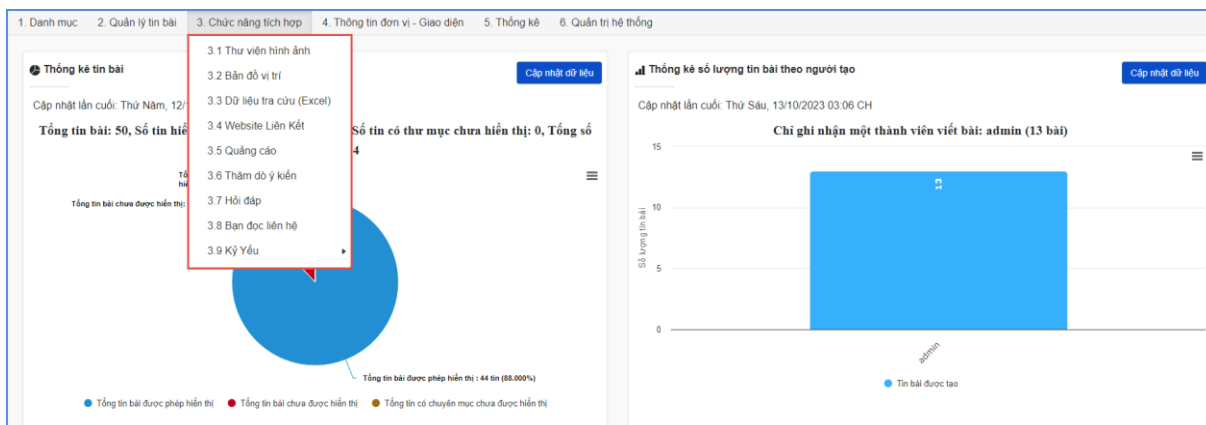 1. Danh mục 2. Quản lý tin bài 3. Chức năng tích hợp 4. Thông tin đơn vị - Giao diện 5. Thống kê 6. Quản trị hệ thống
3.1 Thư viện hình ảnh
3.2 Bản đồ vị trí
3.3 Dữ liệu tra cứu (Excel)
3.4 Website Liên Kết
3.5 Quảng cáo
3.6 Thăm dò ý kiến
3.7 Hỏi đáp
3.8 Bạn đọc liên hệ
3.9 Kỷ Yếu
Thống kê tin bài
Cập nhật dữ liệu
Cập nhật lần cuối: Thứ Năm, 12/
Tổng tin bài: 50, Số tin hiể Số tin có thư mục chưa hiển thị: 0, Tổng số
4
Tổ
hiể
Tổng tin bài chưa được hiển thị:
Tổng tin bài được phép hiển thị : 44 tin (88.000%)
Tổng tin bài được phép hiển thị Tổng tin bài chưa được hiển thị Tổng tin có chuyên mục chưa được hiển thị
Thống kê số lượng tin bài theo người tạo
Cập nhật dữ liệu
Cập nhật lần cuối: Thứ Sáu, 13/10/2023 03:06 CH
Chỉ ghi nhận một thành viên viết bài: admin (13 bài)
15
13
10
Số lượng tin bài
5
0
admin
Tin bài được tạo